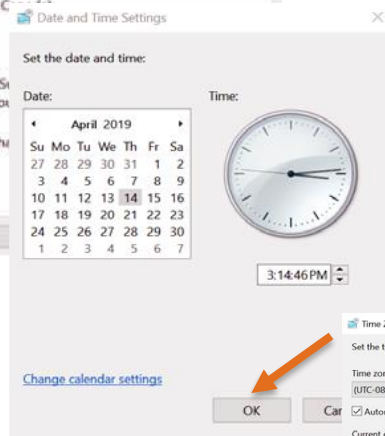 Date and Time Settings
Set the date and time:
Date:
Time:
April 2019
Su Mo Tu We Th Fr Sa
27 28 29 30 31 1 2
3 4 5 6 7 8 9
10 11 12 13 14 15 16
17 18 19 20 21 22 23
24 25 26 27 28 29 30
1 2 3 4 5 6 7
3:14:46 PM
Change calendar settings
OK
Time
Set the t
(UTC-08